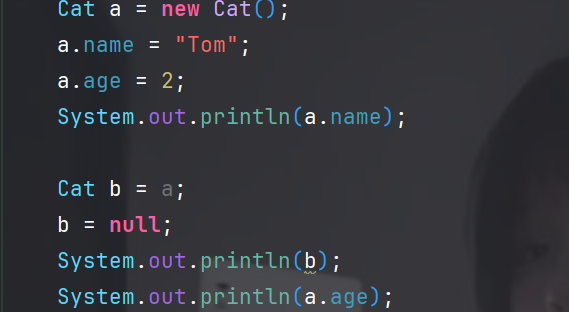 Cat a = new Cat();
a.name = "Tom";
a.age = 2;
System.out.println(a.name);
Cat b = a;
b = null;
System.out.println(b);
System.out.println(a.age);